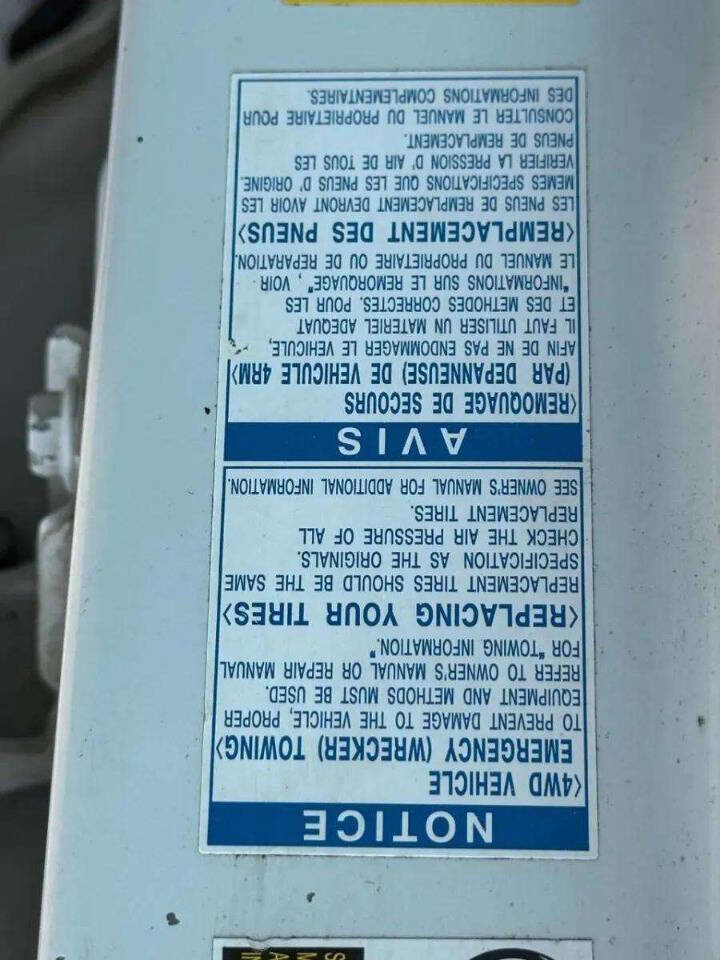 NOTICE
<4WD VEHICLE
EMERGENCY (WRECKER) TOWING>
TO PREVENT DAMAGE TO THE VEHICLE, PROPER
EQUIPMENT AND METHODS MUST BE USED.
REFER TO OWNER'S MANUAL OR REPAIR MANUAL
FOR "TOWING INFORMATION".
<REPLACING YOUR TIRES>
REPLACEMENT TIRES SHOULD BE THE SAME
SPECIFICATION AS THE ORIGINALS.
CHECK THE AIR PRESSURE OF ALL
REPLACEMENT TIRES.
SEE OWNER'S MANUAL FOR ADDITIONAL INFORMATION.
AVIS
<REMOQUAGE DE SECOURS
(PAR DEPANNEUSE) DE VEHICULE 4RM>
AFIN DE NE PAS ENDOMMAGER LE VEHICULE,
IL FAUT UTILISER UN MATERIEL ADEQUAT
ET DES METHODES CORRECTES. POUR LES
"INFORMATIONS SUR LE REMORQUAGE", VOIR
LE MANUEL DU PROPRIETAIRE OU DE REPARATION.
<REMPLACEMENT DES PNEUS>
LES PNEUS DE REMPLACEMENT DEVRONT AVOIR LES
MEMES SPECIFICATIONS QUE LES PNEUS D' ORIGINE.
VERIFIER LA PRESSION D' AIR DE TOUS LES
PNEUS DE REMPLACEMENT.
CONSULTER LE MANUEL DU PROPRIETAIRE POUR
DES INFORMATIONS COMPLEMENTAIRES.